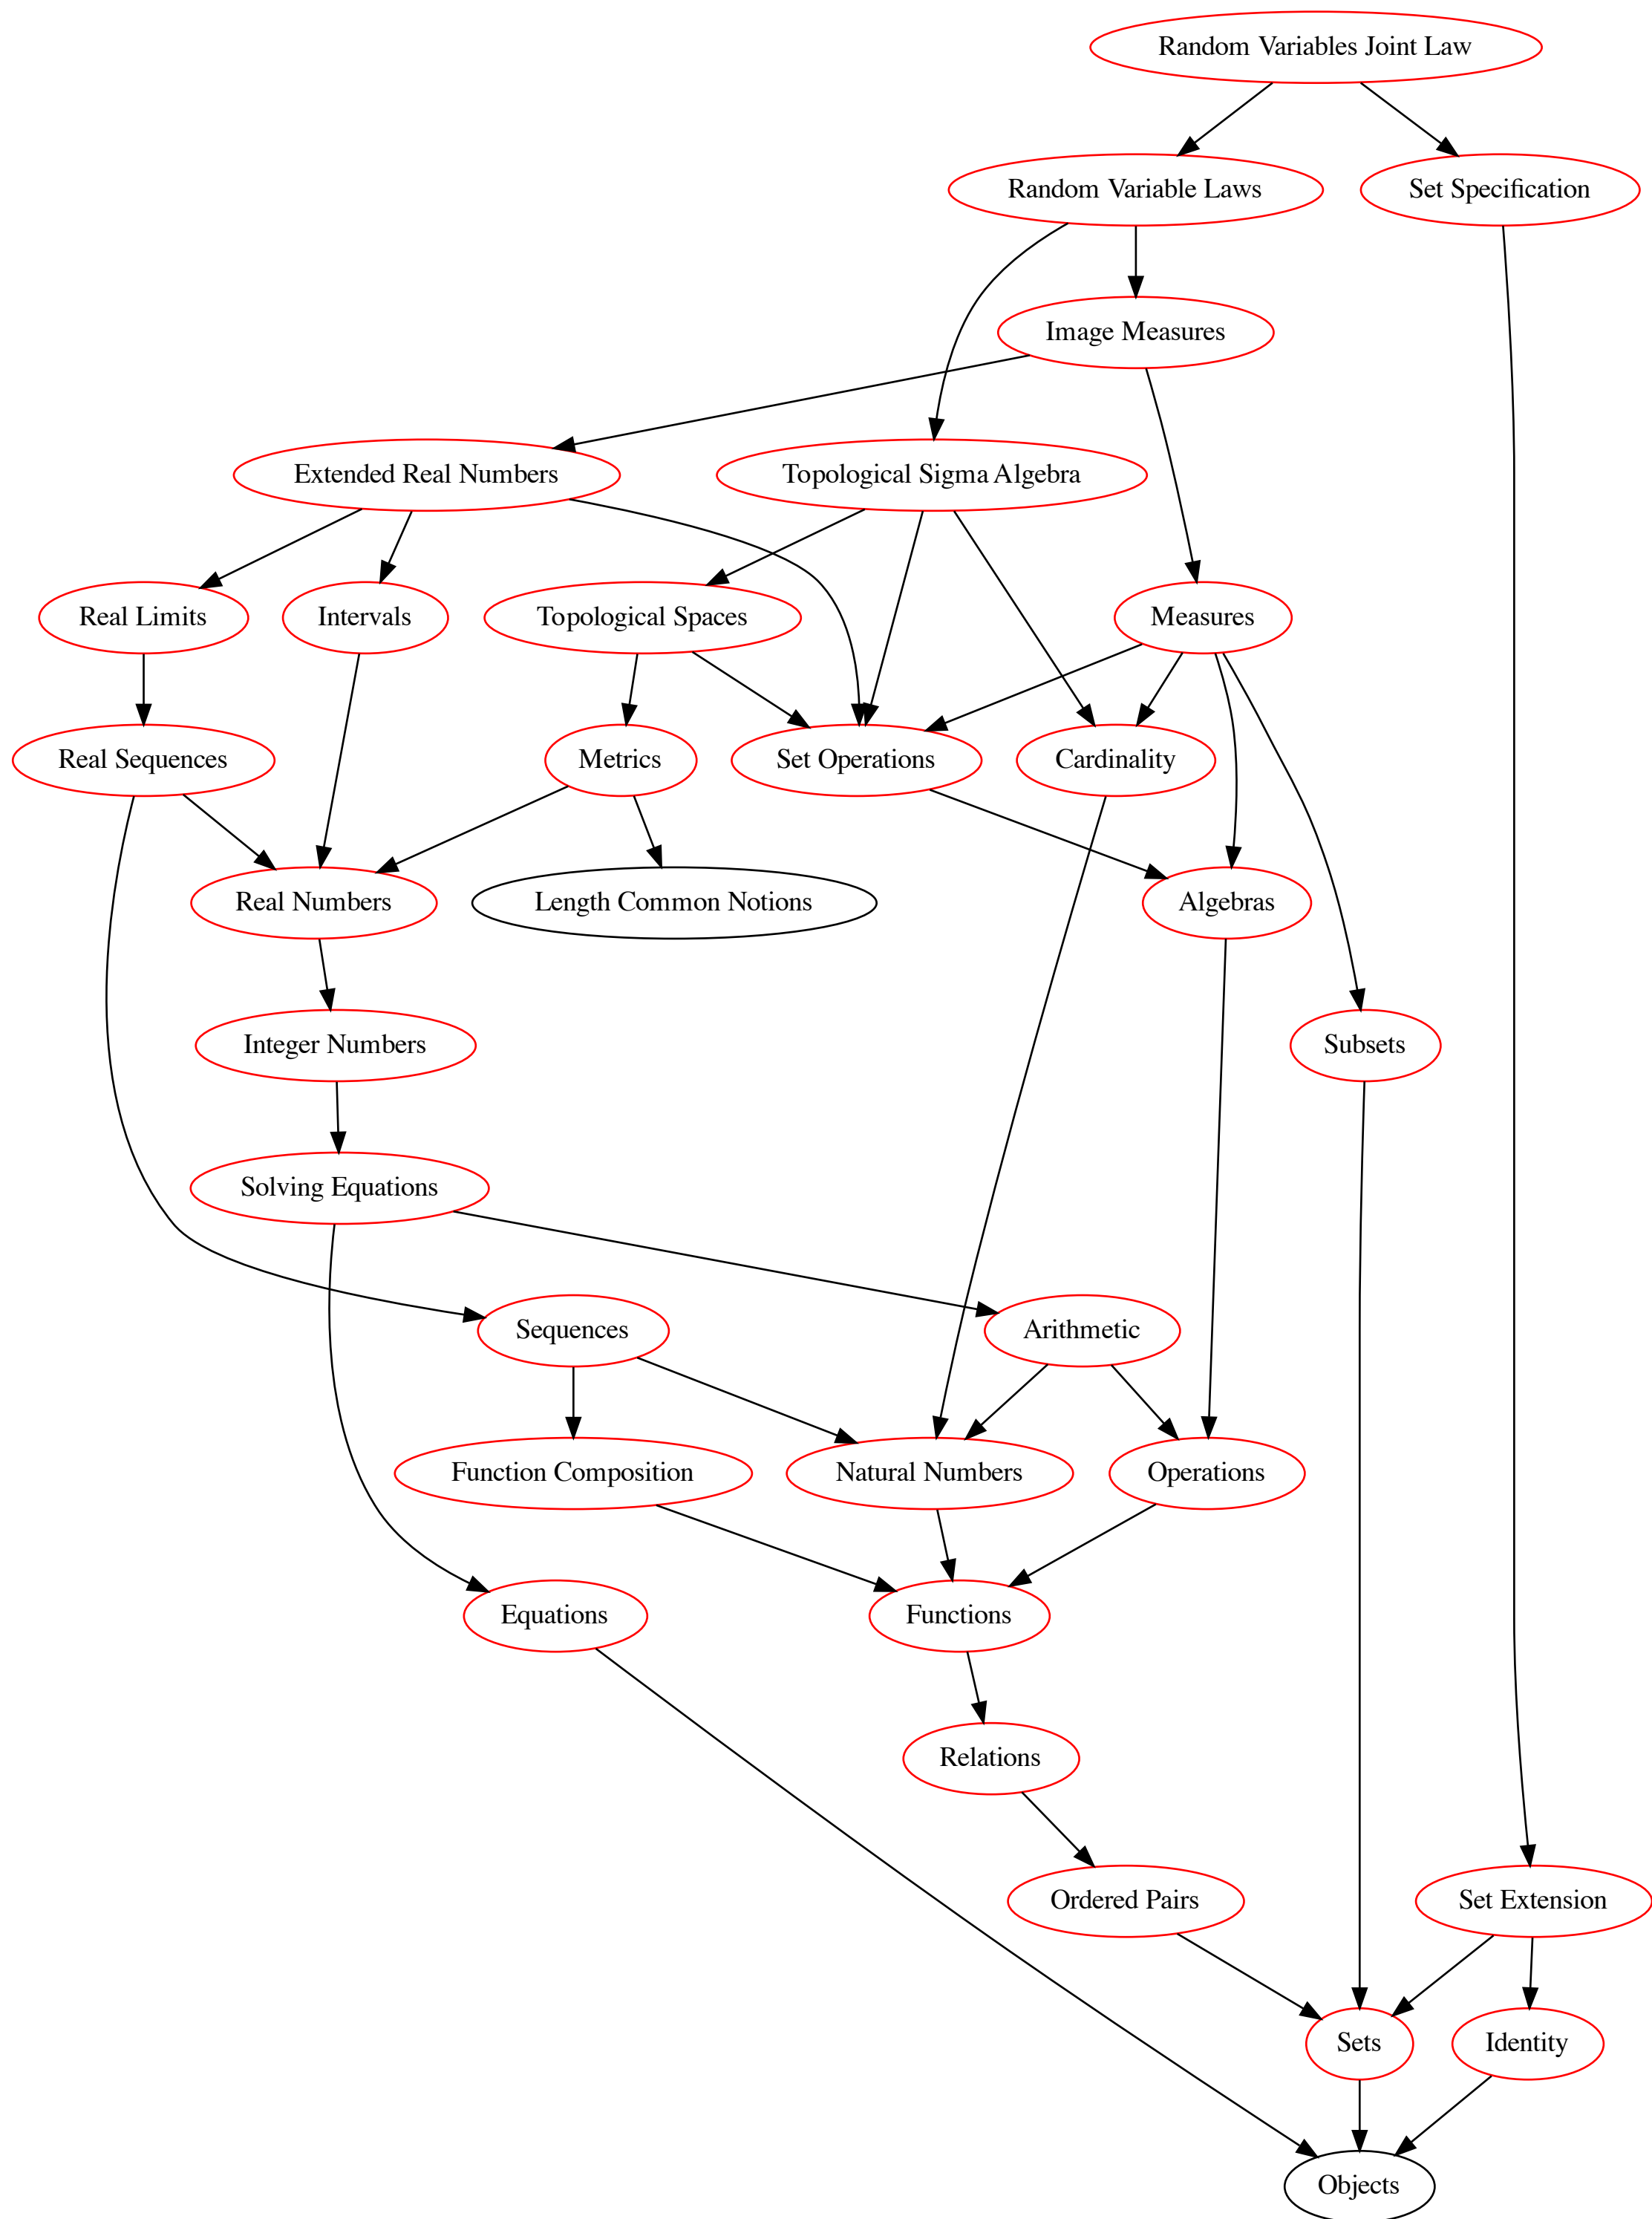 Random Variables Joint Law
Random Variable Laws
Set Specification
Image Measures
Extended Real Numbers
Topological Sigma Algebra
Real Limits
Intervals
Topological Spaces
Measures
Real Sequences
Metrics
Set Operations
Cardinality
Real Numbers
Length Common Notions
Algebras
Integer Numbers
Subsets
Solving Equations
Sequences
Arithmetic
Function Composition
Natural Numbers
Operations
Equations
Functions
Relations
Ordered Pairs
Set Extension
Sets
Identity
Objects